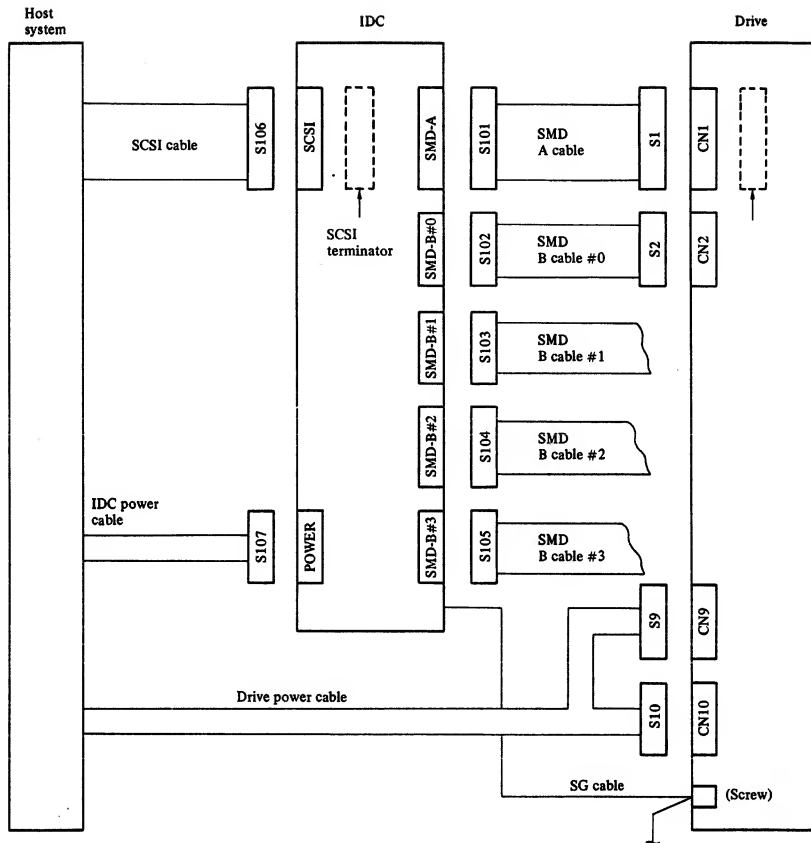 Host
system
IDC
Drive
SCSI cable
S106
SCSI
SCSI
terminator
SMD-A
S101
SMD
A cable
S1
CN1
SMD-B#0
S102
SMD
B cable #0
S2
CN2
SMD-B#1
S103
SMD
B cable #1
SMD-B#2
S104
SMD
B cable #2
IDC power
cable
S107
POWER
SMD-B#3
S105
SMD
B cable #3
S9
CN9
Drive power cable
S10
CN10
SG cable
(Screw)